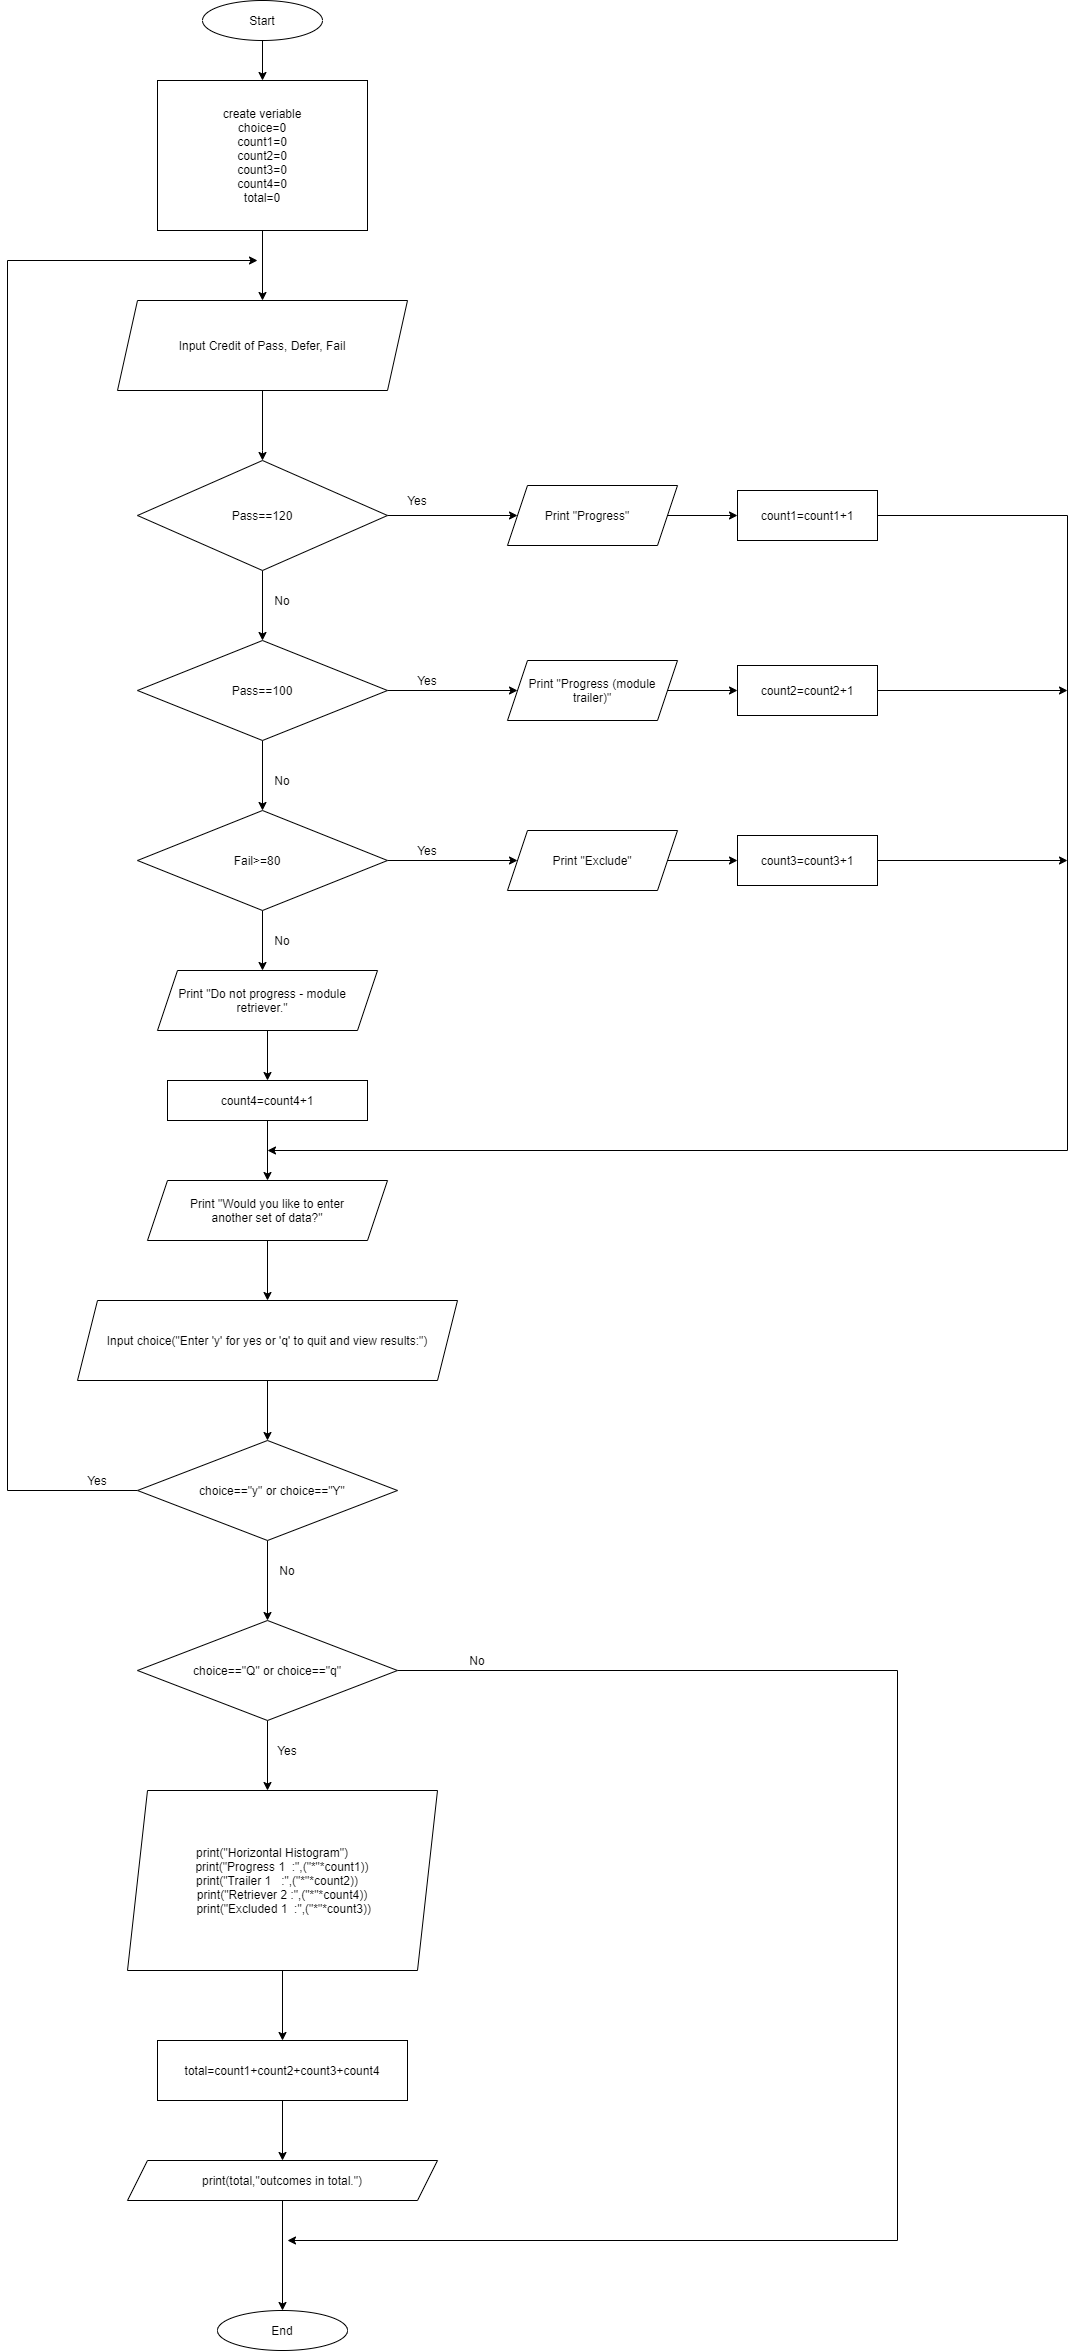 Start
create veriable
choice=0
count1=0
count2=0
count3=0
count4=0
total=0
Input Credit of Pass, Defer, Fail
Pass==120
Yes
Print "Progress"
count1=count1+1
No
Pass==100
Yes
Print "Progress (module
trailer)"
count2=count2+1
No
Fail>=80
Yes
Print "Exclude"
count3=count3+1
No
Print "Do not progress - module
retriever."
count4=count4+1
Print "Would you like to enter
another set of data?"
Input choice("Enter 'y' for yes or 'q' to quit and view results:")
Yes
choice=="y" or choice=="Y"
No
choice=="Q" or choice=="q"
No
Yes
print("Horizontal Histogram")
print("Progress 1  :",("*"*count1))
print("Trailer 1   :",("*"*count2))
print("Retriever 2 :",("*"*count4))
print("Excluded 1  :",("*"*count3))
total=count1+count2+count3+count4
print(total,"outcomes in total.")
End